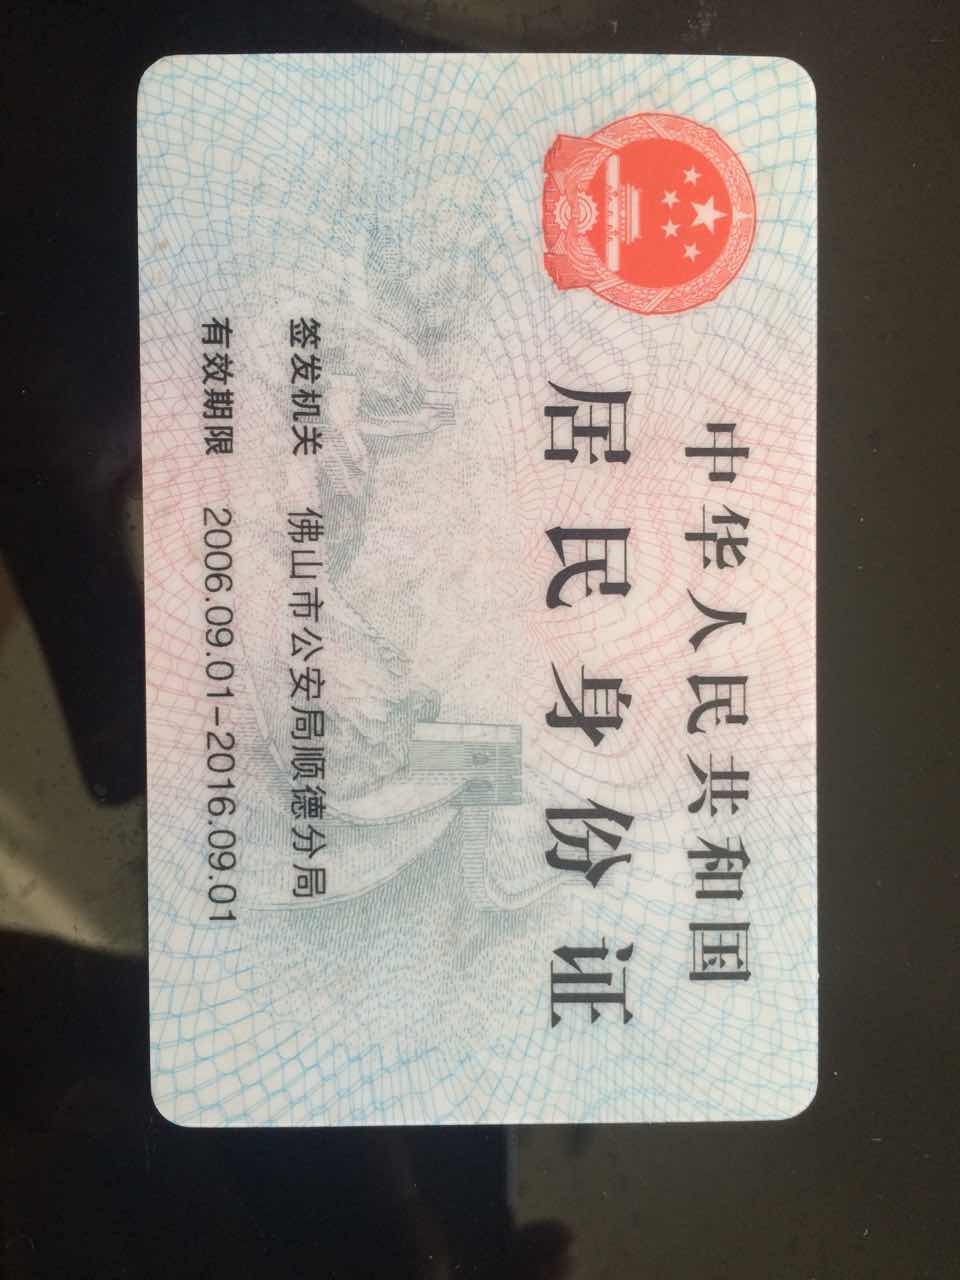 中华人民共和国
居民身份证
签发机关 佛山市公安局顺德分局
有效期限 2006.09.01-2016.09.01